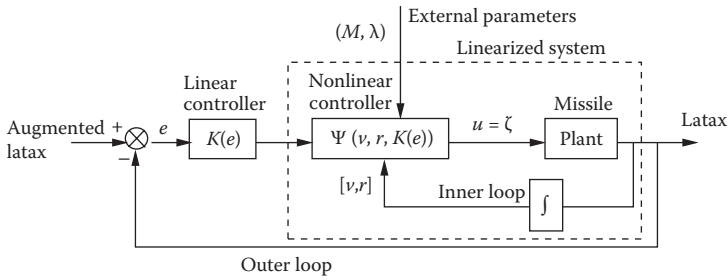 External parameters
(M, λ)
Linearized system
Linear
controller
Nonlinear
controller
Missile
Augmented
latax
+
−
e
K(e)
Ψ (v, r, K(e))
u = ζ
Plant
Latax
[v,r]
Inner loop
∫
Outer loop